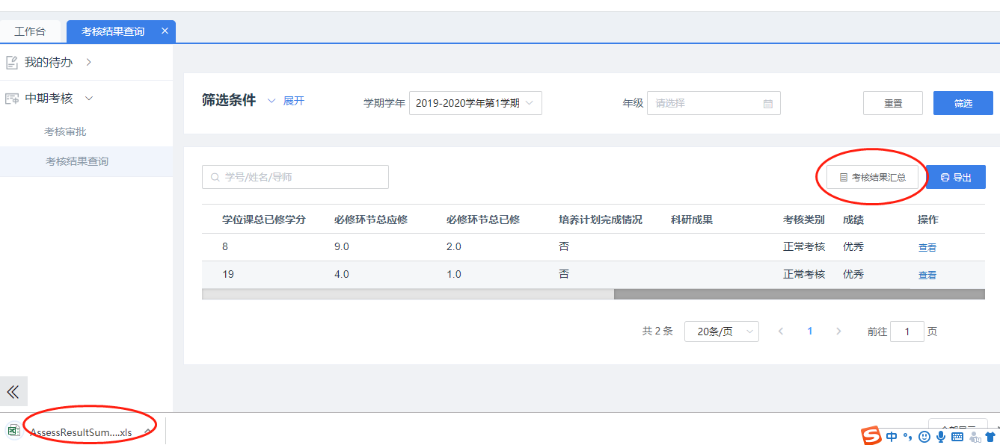 工作台 考核结果查询 ×
我的待办
中期考核
考核审批
考核结果查询
筛选条件 展开 学期学年 2019-2020学年第1学期 年级 请选择 重置 筛选
学号/姓名/导师 考核结果汇总 导出
学位课总已修学分 必修环节总应修 必修环节总已修 培养计划完成情况 科研成果 考核类别 成绩 操作
8 9.0 2.0 否 正常考核 优秀 查看
19 4.0 1.0 否 正常考核 优秀 查看
共 2 条 20条/页 1 前往 1 页
AssessResultSum....xls
中